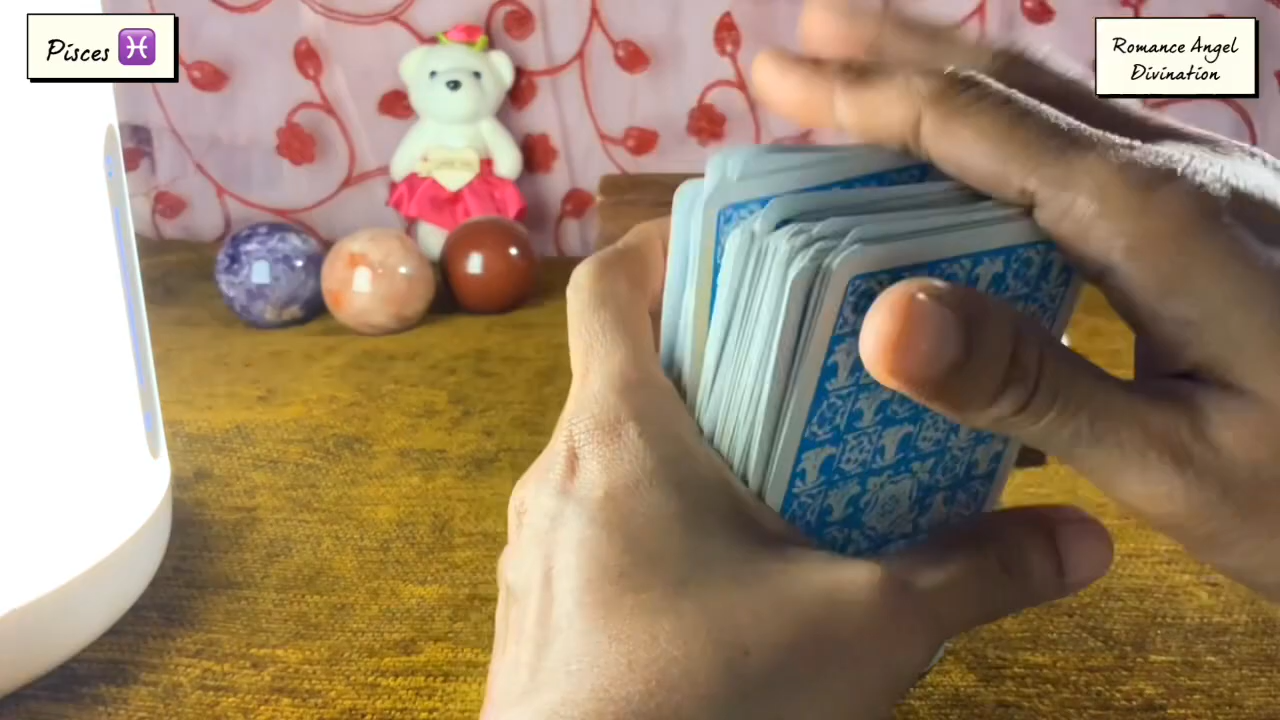 Pisces ♓
Romance Angel
Divination